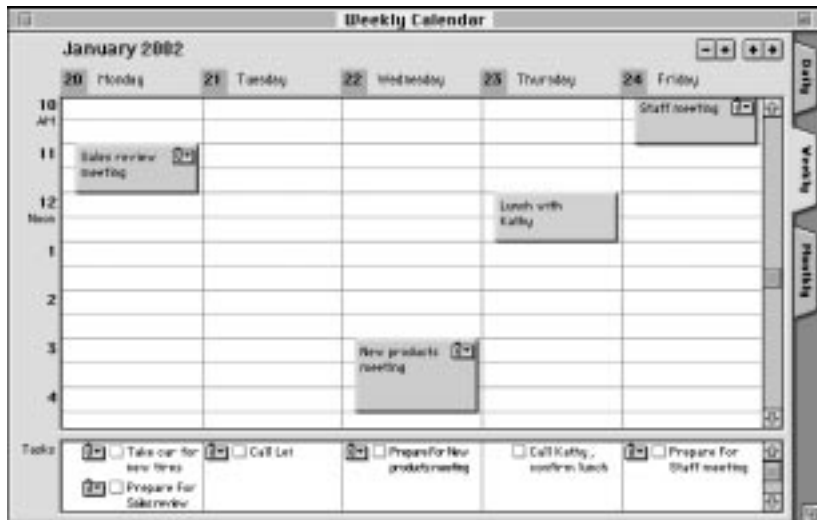 Weekly Calendar
January 2002
20 Monday 21 Tuesday 22 Wednesday 23 Thursday 24 Friday
10
AM
Staff meeting
11
Sales review
meeting
12
Noon
Lunch with
Kathy
1
2
3
New products
meeting
4
Tasks
Take car for
new tires
Prepare For
Sales review
Call
Prepare For New
products meeting
Call Kathy,
confirm lunch
Prepare For
Staff meeting
Daily
Weekly
Monthly